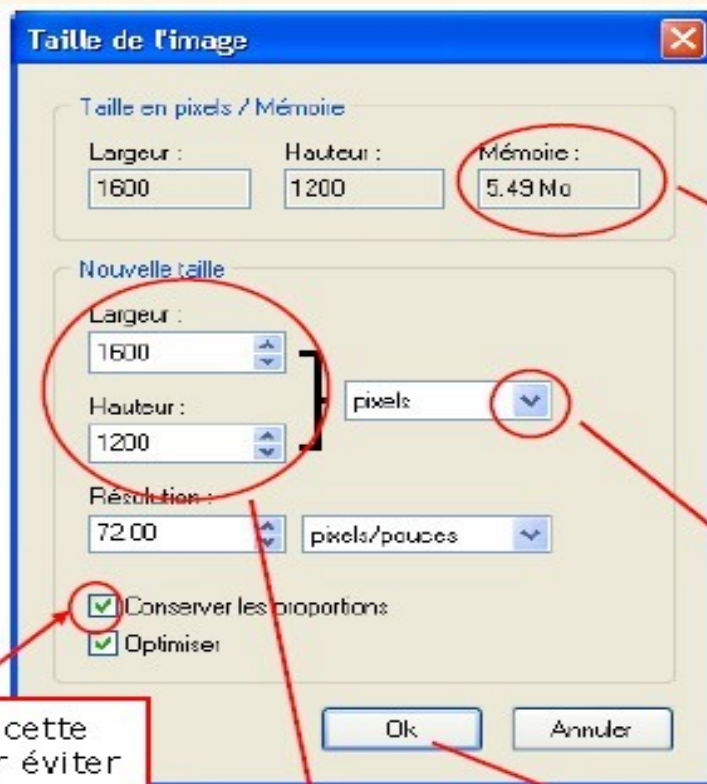 Taille de l'image
Taille en pixels / Mémoire
Largeur : Hauteur : Mémoire :
1600 1200 5.49 Mo
Nouvelle taille
Largeur :
1600
pixels
Hauteur :
1200
Résolution :
72.00 pixels/pouces
Conserver les proportions
Optimiser
Ok Annuler
cette
r éviter